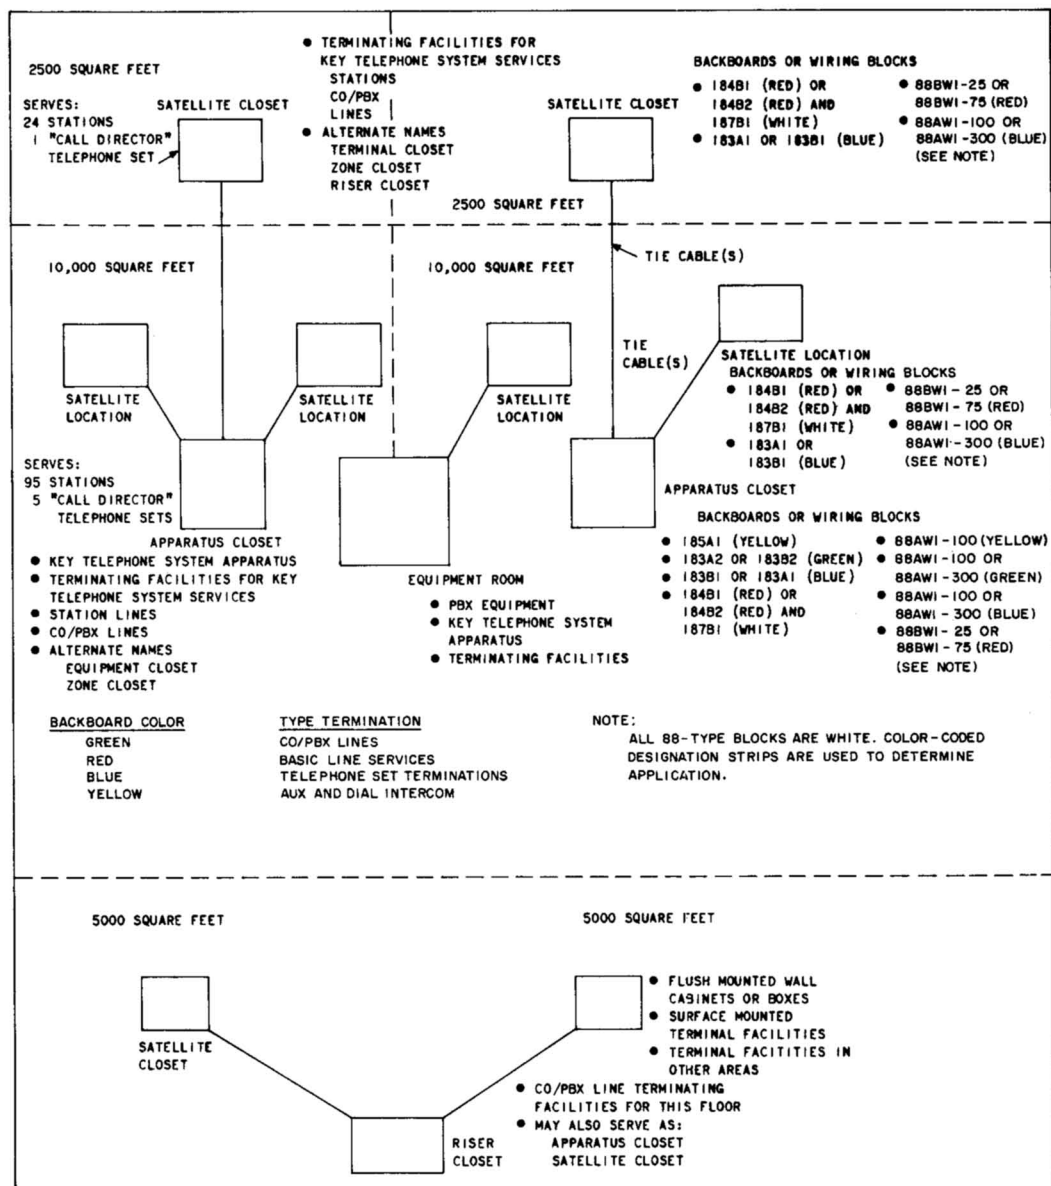 2500 SQUARE FEET
SERVES:
24 STATIONS
1 "CALL DIRECTOR"
TELEPHONE SET
SATELLITE CLOSET
● TERMINATING FACILITIES FOR
KEY TELEPHONE SYSTEM SERVICES
STATIONS
CO/PBX
LINES
● ALTERNATE NAMES
TERMINAL CLOSET
ZONE CLOSET
RISER CLOSET
2500 SQUARE FEET
SATELLITE CLOSET
BACKBOARDS OR WIRING BLOCKS
● 184B1 (RED) OR
184B2 (RED) AND
187B1 (WHITE)
● 183A1 OR 183B1 (BLUE)
● 88BW1-25 OR
88BW1-75 (RED)
● 88AW1-100 OR
88AW1-300 (BLUE)
(SEE NOTE)
TIE CABLE(S)
10,000 SQUARE FEET
SATELLITE
LOCATION
SATELLITE
LOCATION
SERVES:
95 STATIONS
5 "CALL DIRECTOR"
TELEPHONE SETS
APPARATUS CLOSET
● KEY TELEPHONE SYSTEM APPARATUS
● TERMINATING FACILITIES FOR KEY
TELEPHONE SYSTEM SERVICES
● STATION LINES
● CO/PBX LINES
● ALTERNATE NAMES
EQUIPMENT CLOSET
ZONE CLOSET
10,000 SQUARE FEET
SATELLITE
LOCATION
EQUIPMENT ROOM
● PBX EQUIPMENT
● KEY TELEPHONE SYSTEM
APPARATUS
● TERMINATING FACILITIES
TIE
CABLE(S)
SATELLITE LOCATION
BACKBOARDS OR WIRING BLOCKS
● 184B1 (RED) OR
184B2 (RED) AND
187B1 (WHITE)
● 183A1 OR
183B1 (BLUE)
● 88BW1-25 OR
88BW1-75 (RED)
● 88AW1-100 OR
88AW1-300 (BLUE)
(SEE NOTE)
APPARATUS CLOSET
BACKBOARDS OR WIRING BLOCKS
● 185A1 (YELLOW)
● 183A2 OR 183B2 (GREEN)
● 183B1 OR 183A1 (BLUE)
● 184B1 (RED) OR
184B2 (RED) AND
187B1 (WHITE)
● 88AW1-100 (YELLOW)
● 88AW1-100 OR
88AW1-300 (GREEN)
● 88AW1-100 OR
88AW1-300 (BLUE)
● 88BW1-25 OR
88BW1-75 (RED)
(SEE NOTE)
BACKBOARD COLOR
GREEN
RED
BLUE
YELLOW
TYPE TERMINATION
CO/PBX LINES
BASIC LINE SERVICES
TELEPHONE SET TERMINATIONS
AUX AND DIAL INTERCOM
NOTE:
ALL 88-TYPE BLOCKS ARE WHITE. COLOR-CODED
DESIGNATION STRIPS ARE USED TO DETERMINE
APPLICATION.
5000 SQUARE FEET
5000 SQUARE FEET
SATELLITE
CLOSET
● FLUSH MOUNTED WALL
CABINETS OR BOXES
● SURFACE MOUNTED
TERMINAL FACILITIES
● TERMINAL FACITITIES IN
OTHER AREAS
RISER
CLOSET
● CO/PBX LINE TERMINATING
FACILITIES FOR THIS FLOOR
● MAY ALSO SERVE AS:
APPARATUS CLOSET
SATELLITE CLOSET